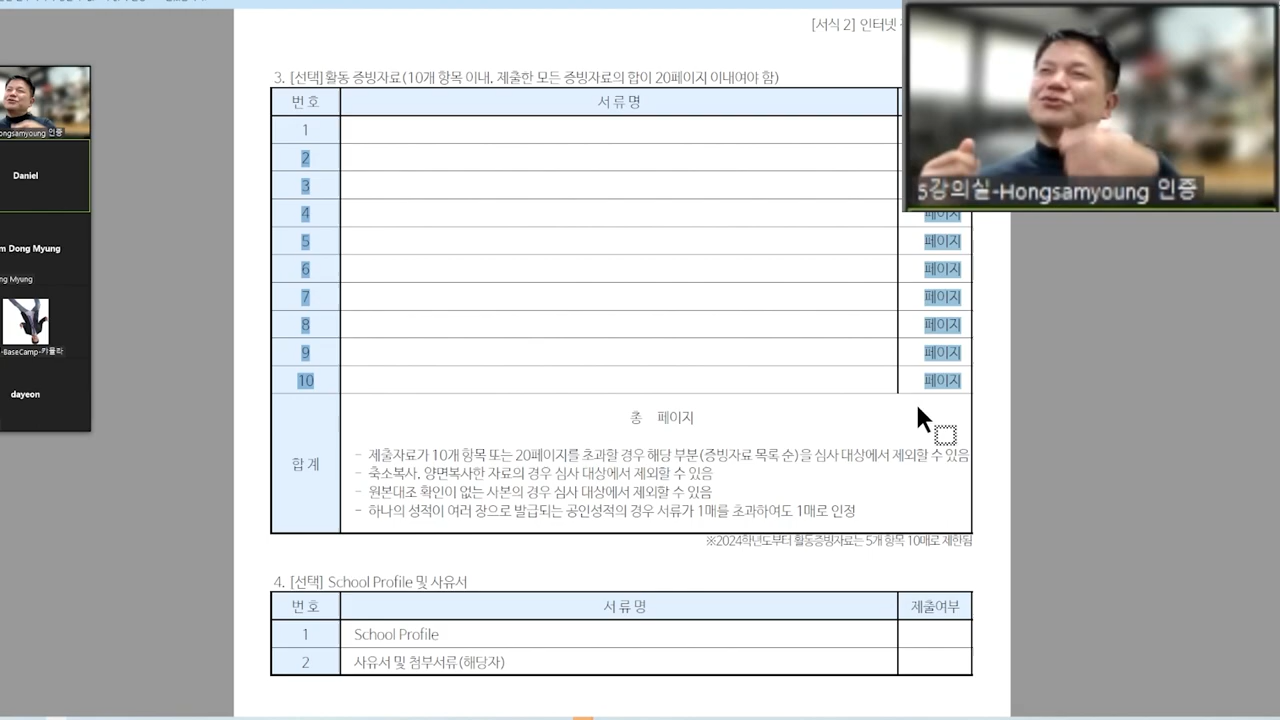 [서식 2] 인터넷
3. [선택]활동 증빙자료(10개 항목 이내, 제출한 모든 증빙자료의 합이 20페이지 이내여야 함)
번 호 서 류 명
1
2
3
4 페이지
5 페이지
6 페이지
7 페이지
8 페이지
9 페이지
10 페이지
합 계
총 페이지
- 제출자료가 10개 항목 또는 20페이지를 초과할 경우 해당 부분(증빙자료 목록 순)을 심사 대상에서 제외할 수 있음
- 축소복사, 양면복사한 자료의 경우 심사 대상에서 제외할 수 있음
- 원본대조 확인이 없는 사본의 경우 심사 대상에서 제외할 수 있음
- 하나의 성적이 여러 장으로 발급되는 공인성적의 경우 서류가 1매를 초과하여도 1매로 인정
※2024학년도부터 활동증빙자료는 5개 항목 10매로 제한됨
4. [선택] School Profile 및 사유서
번 호 서 류 명 제출여부
1 School Profile
2 사유서 및 첨부서류(해당자)
5강의실-Hongsamyoung 인증
ongsamyoung 인증
Daniel
m Dong Myung
ng Myung
-BaseCamp-카뮬라
dayeon